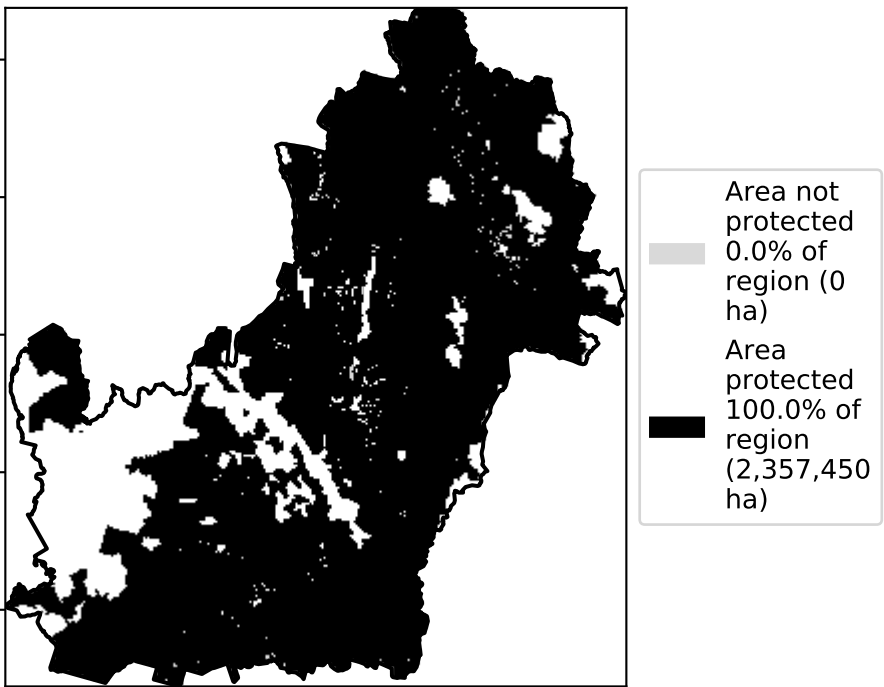 Area not
protected
0.0% of
region (0
ha)
Area
protected
100.0% of
region
(2,357,450
ha)